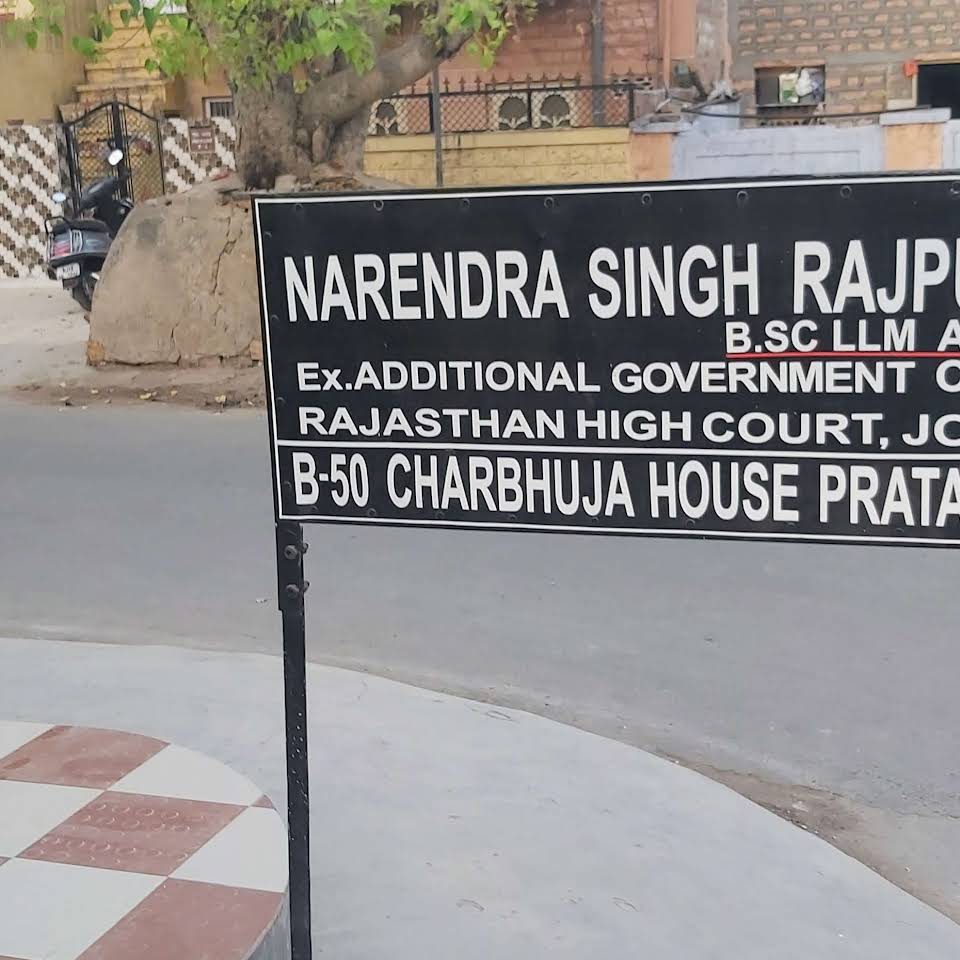 NARENDRA SINGH RAJPU
B.SC LLM A
Ex.ADDITIONAL GOVERNMENT C
RAJASTHAN HIGH COURT, JO
B-50 CHARBHUJA HOUSE PRATA